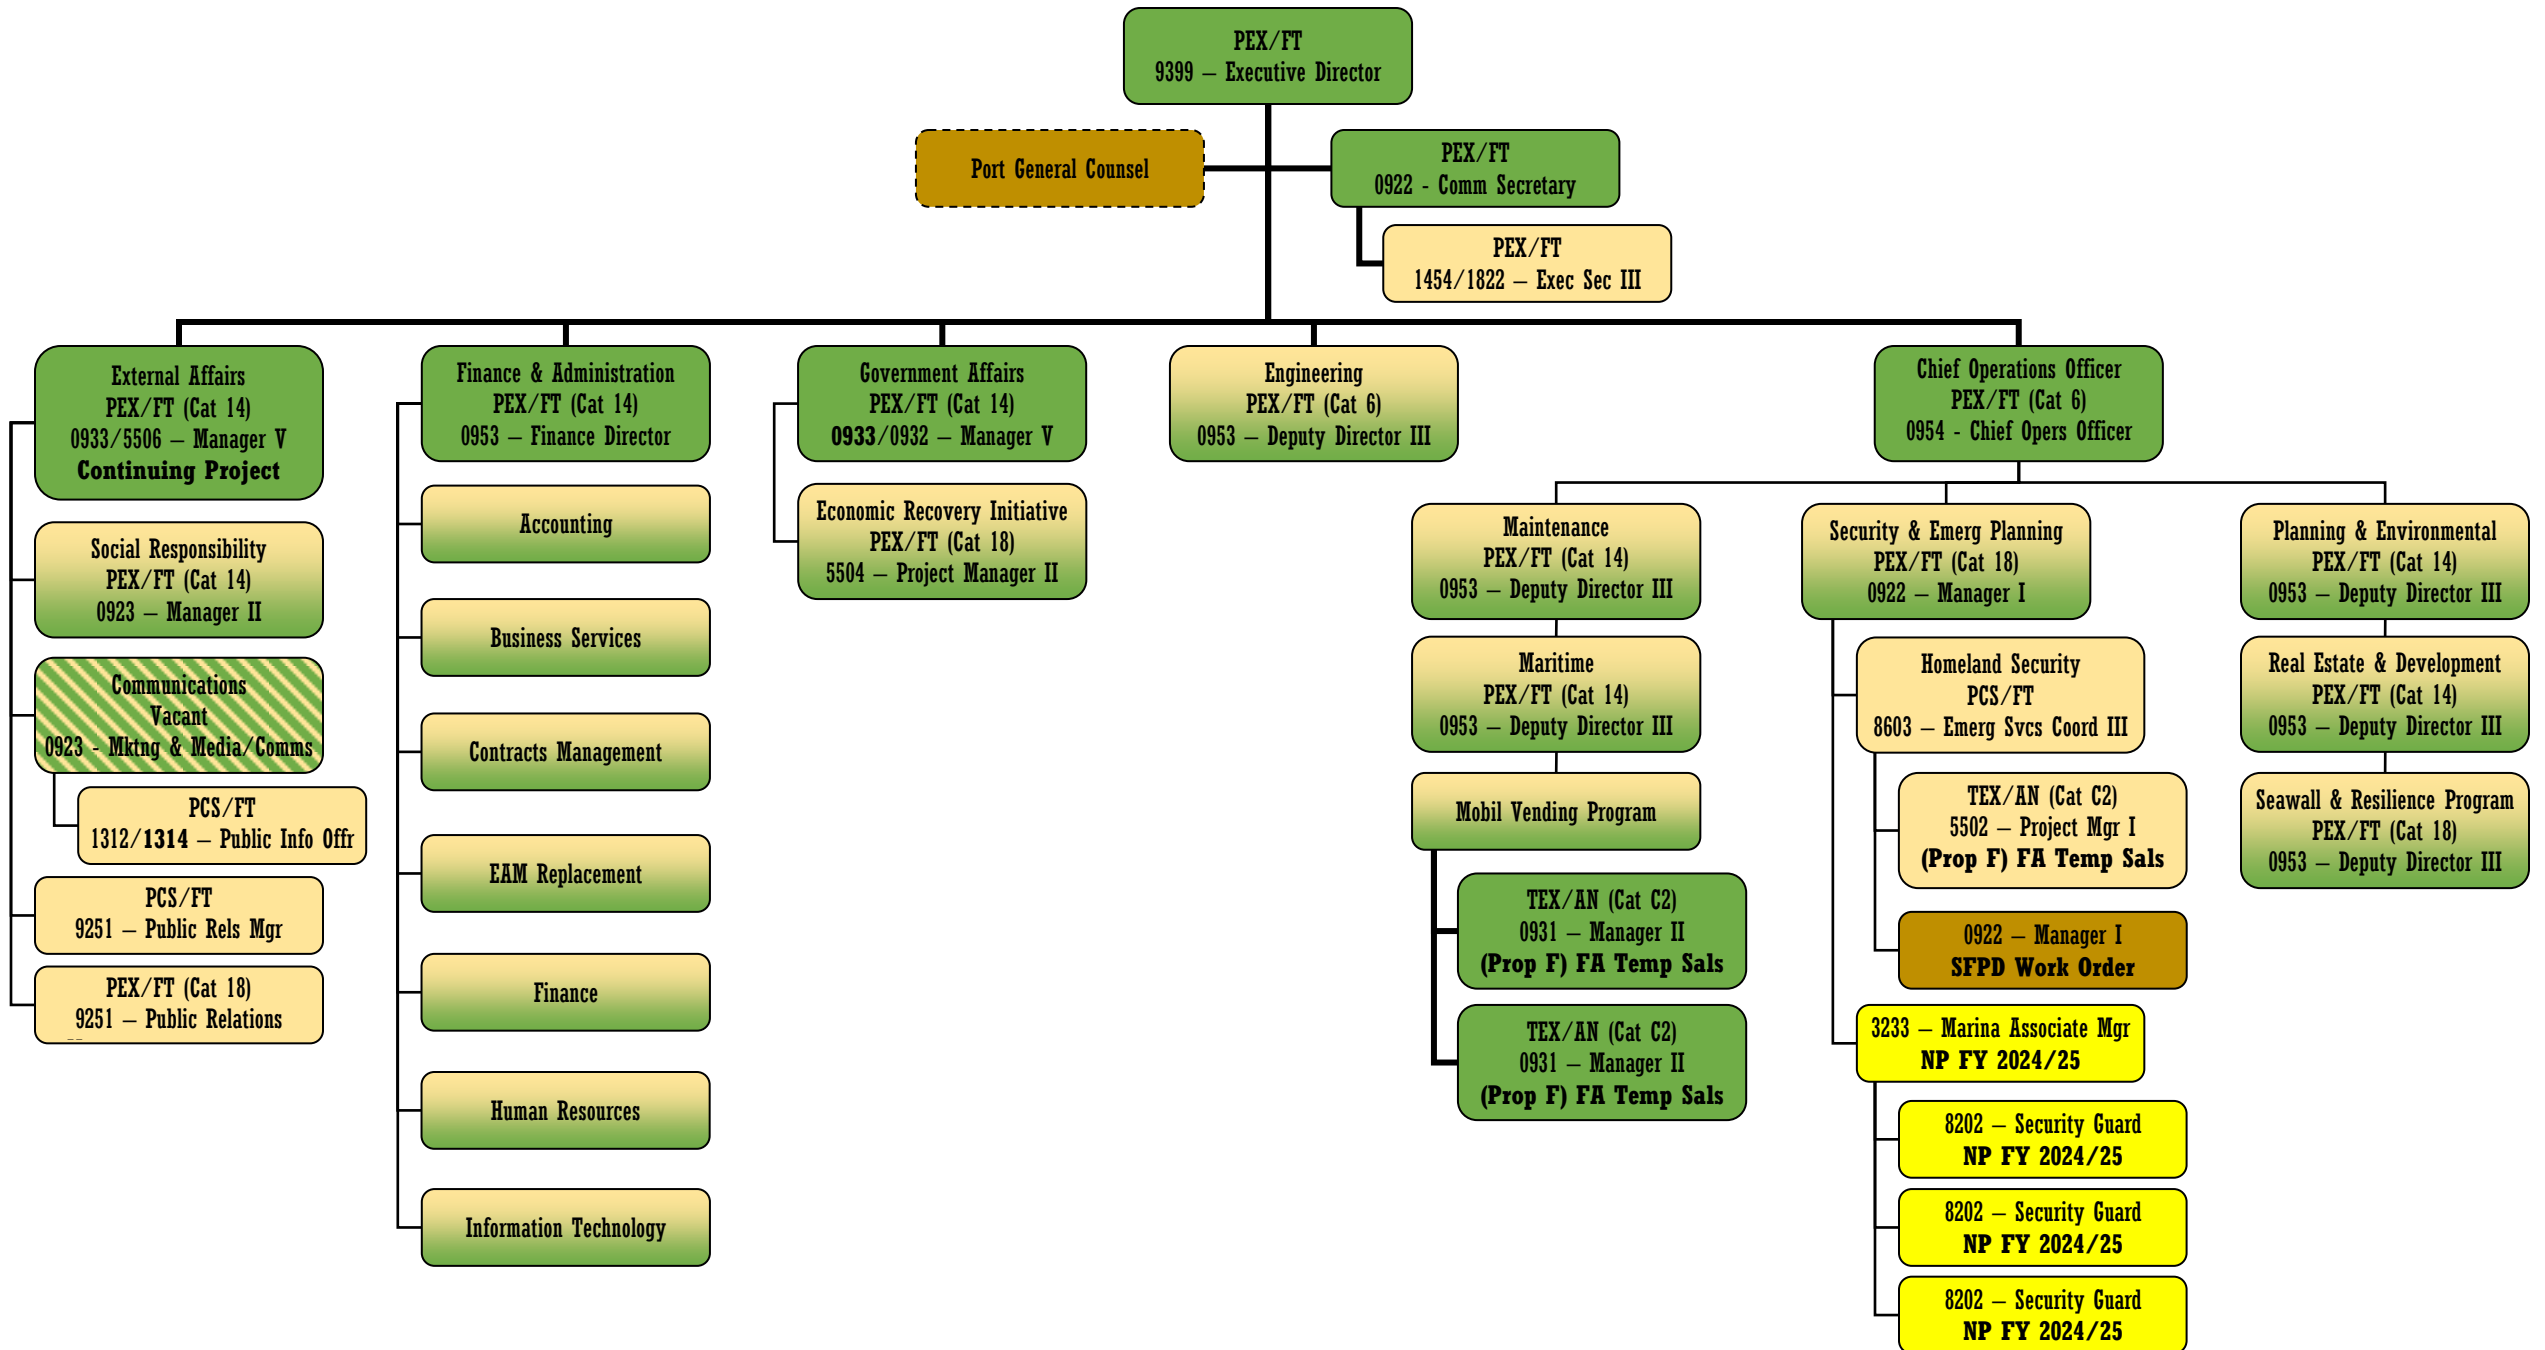 PEX/FT
9399 – Executive Director
Port General Counsel
PEX/FT
0922 - Comm Secretary
PEX/FT
1454/1822 – Exec Sec III
External Affairs
PEX/FT (Cat 14)
0933/5506 – Manager V
Continuing Project
Social Responsibility
PEX/FT (Cat 14)
0923 – Manager II
Communications
Vacant
0923 - Mktng & Media/Comms
PCS/FT
1312/1314 – Public Info Offr
PCS/FT
9251 – Public Rels Mgr
PEX/FT (Cat 18)
9251 – Public Relations
Finance & Administration
PEX/FT (Cat 14)
0953 – Finance Director
Accounting
Business Services
Contracts Management
EAM Replacement
Finance
Human Resources
Information Technology
Government Affairs
PEX/FT (Cat 14)
0933/0932 – Manager V
Economic Recovery Initiative
PEX/FT (Cat 18)
5504 – Project Manager II
Engineering
PEX/FT (Cat 6)
0953 – Deputy Director III
Chief Operations Officer
PEX/FT (Cat 6)
0954 - Chief Opers Officer
Maintenance
PEX/FT (Cat 14)
0953 – Deputy Director III
Maritime
PEX/FT (Cat 14)
0953 – Deputy Director III
Mobil Vending Program
TEX/AN (Cat C2)
0931 – Manager II
(Prop F) FA Temp Sals
TEX/AN (Cat C2)
0931 – Manager II
(Prop F) FA Temp Sals
Security & Emerg Planning
PEX/FT (Cat 18)
0922 – Manager I
Homeland Security
PCS/FT
8603 – Emerg Svcs Coord III
TEX/AN (Cat C2)
5502 – Project Mgr I
(Prop F) FA Temp Sals
0922 – Manager I
SFPD Work Order
3233 – Marina Associate Mgr
NP FY 2024/25
8202 – Security Guard
NP FY 2024/25
8202 – Security Guard
NP FY 2024/25
8202 – Security Guard
NP FY 2024/25
Planning & Environmental
PEX/FT (Cat 14)
0953 – Deputy Director III
Real Estate & Development
PEX/FT (Cat 14)
0953 – Deputy Director III
Seawall & Resilience Program
PEX/FT (Cat 18)
0953 – Deputy Director III